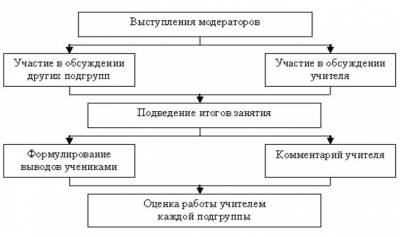 Выступления модераторов
Участие в обсуждении
других подгрупп
Участие в обсуждении
учителя
Подведение итогов занятия
Формулирование
выводов учениками
Комментарий учителя
Оценка работы учителем
каждой подгруппы